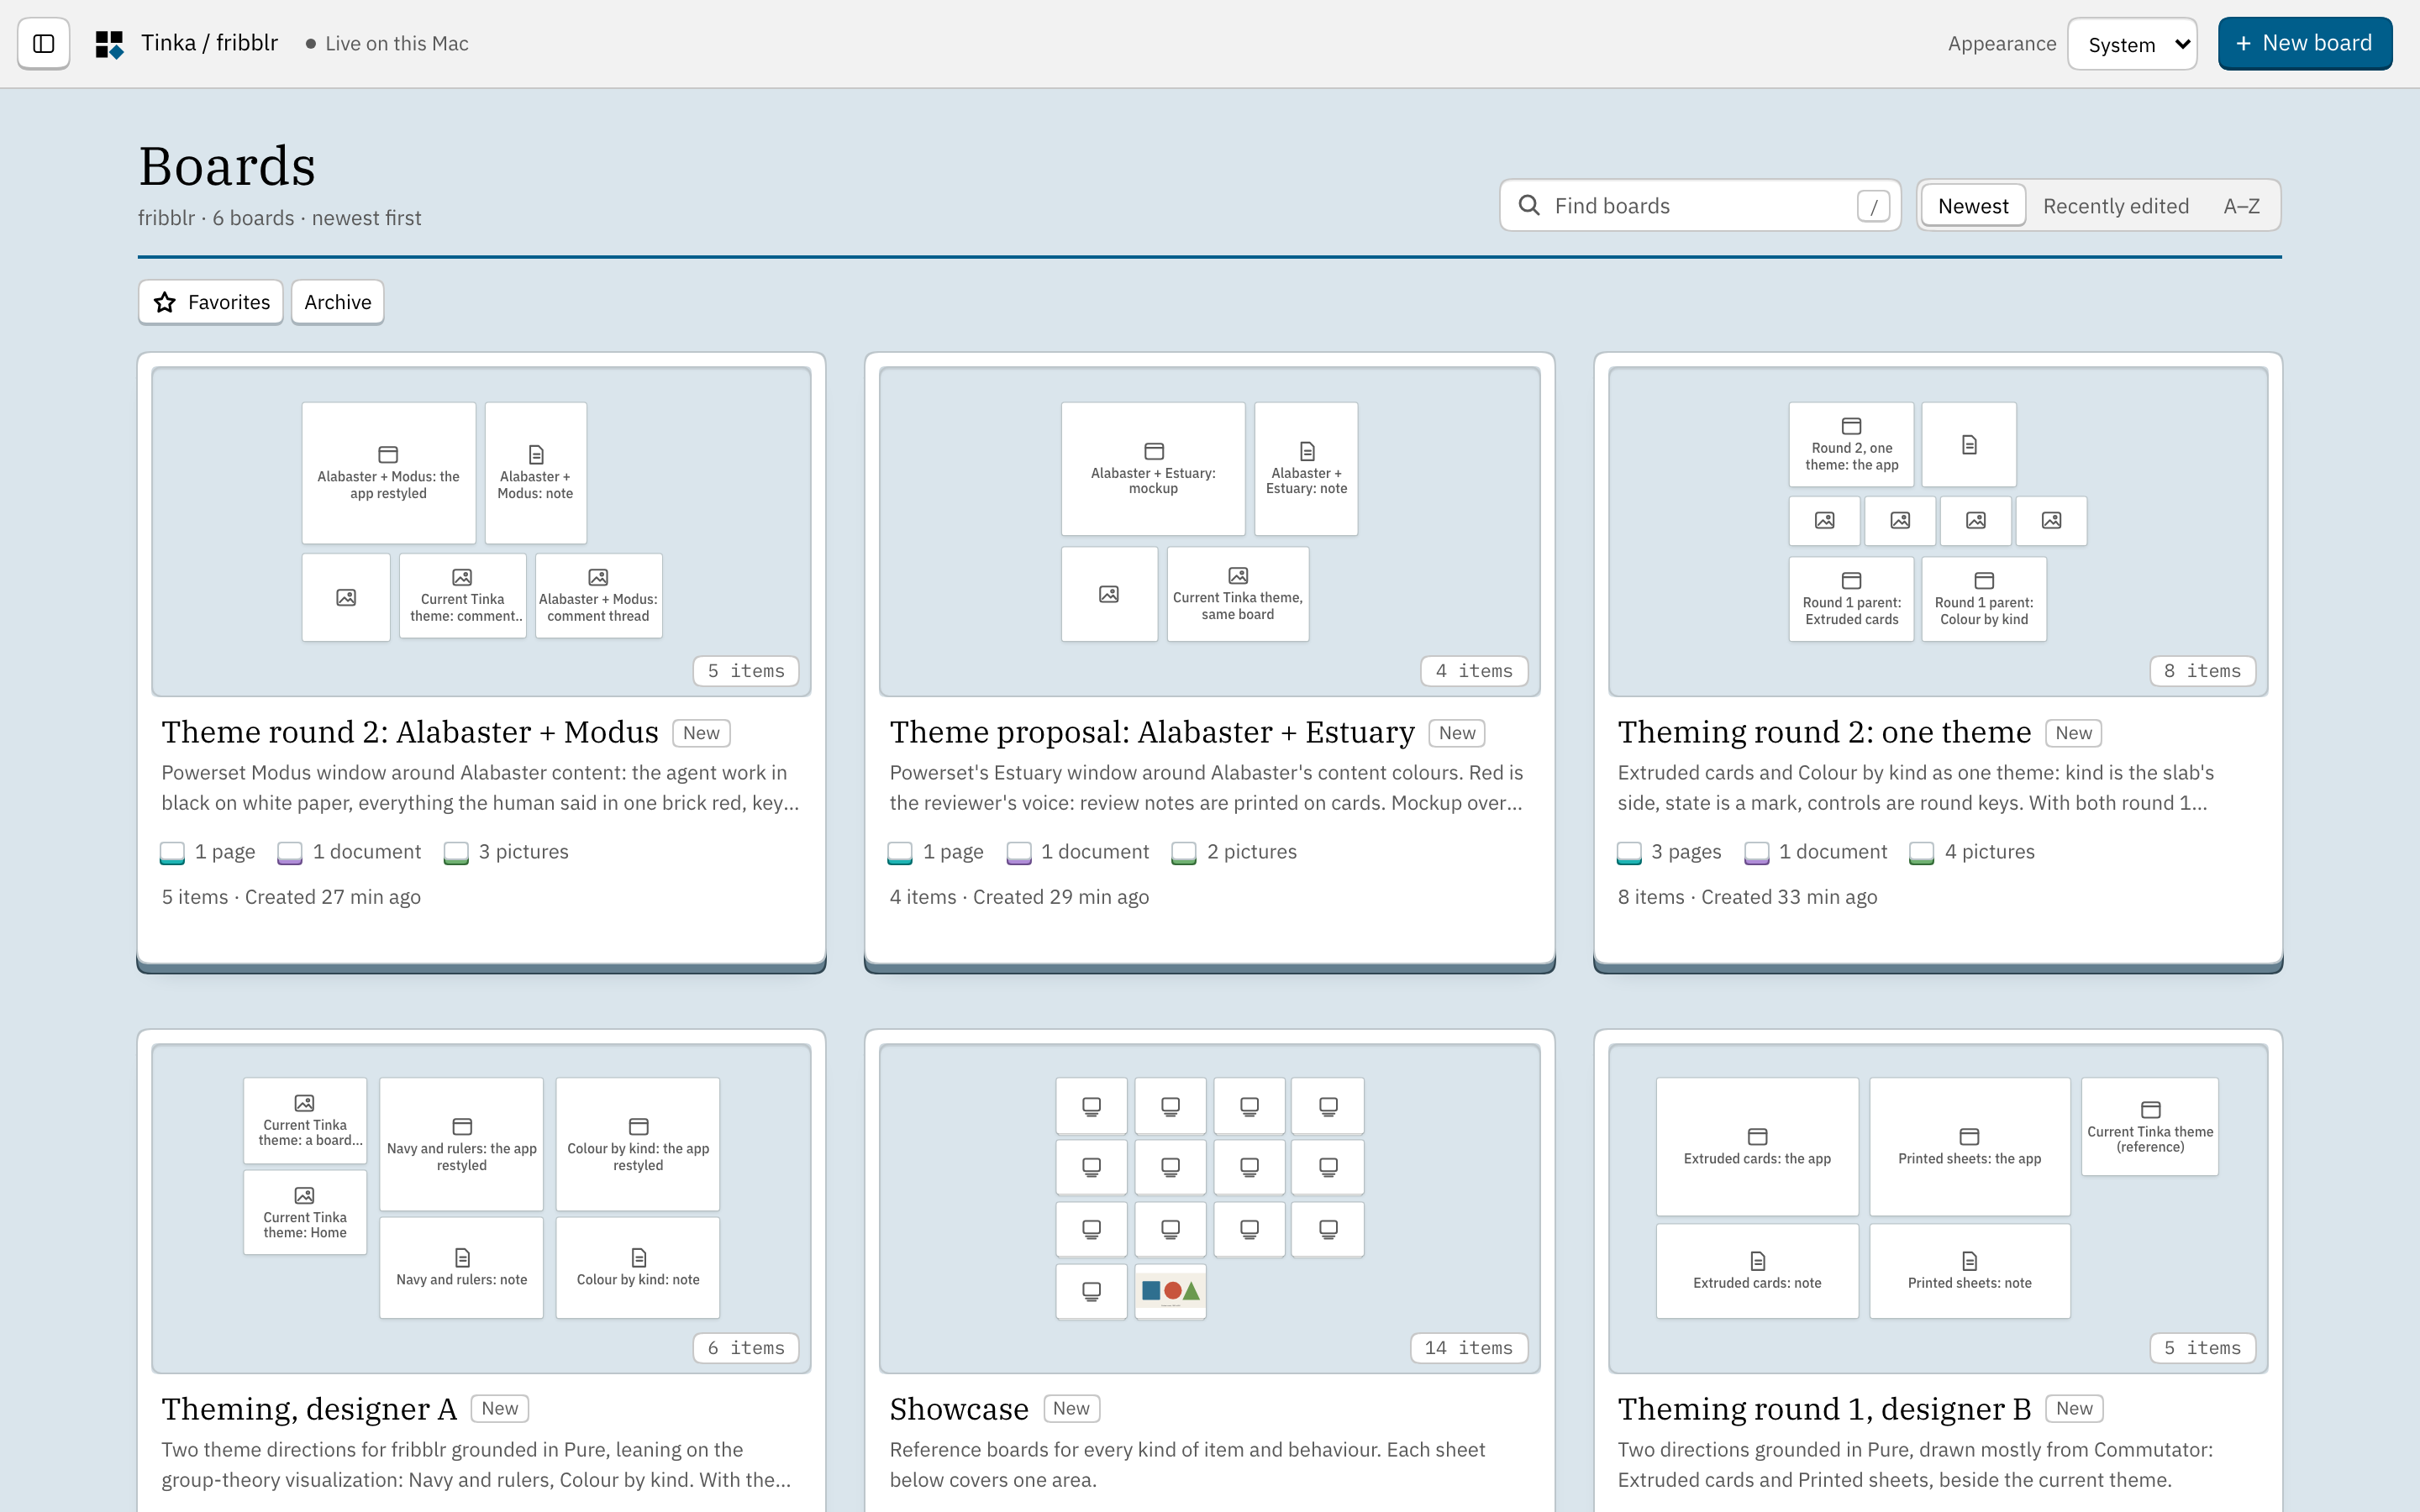 Tinka / fribblr
Live on this Mac
Appearance
System
+ New board
Boards
fribblr · 6 boards · newest first
Find boards
/
Newest
Recently edited
A–Z
Favorites
Archive
Alabaster + Modus: the
app restyled
Alabaster +
Modus: note
Current Tinka
theme: comment..
Alabaster + Modus:
comment thread
5 items
Theme round 2: Alabaster + Modus
New
Powerset Modus window around Alabaster content: the agent work in
black on white paper, everything the human said in one brick red, key...
1 page
1 document
3 pictures
5 items · Created 27 min ago
Alabaster + Estuary:
mockup
Alabaster +
Estuary: note
Current Tinka theme,
same board
4 items
Theme proposal: Alabaster + Estuary
New
Powerset's Estuary window around Alabaster's content colours. Red is
the reviewer's voice: review notes are printed on cards. Mockup over...
1 page
1 document
2 pictures
4 items · Created 29 min ago
Round 2, one
theme: the app
Round 1 parent:
Extruded cards
Round 1 parent:
Colour by kind
8 items
Theming round 2: one theme
New
Extruded cards and Colour by kind as one theme: kind is the slab's
side, state is a mark, controls are round keys. With both round 1...
3 pages
1 document
4 pictures
8 items · Created 33 min ago
Current Tinka
theme: a board...
Navy and rulers: the app
restyled
Colour by kind: the app
restyled
Current Tinka
theme: Home
Navy and rulers: note
Colour by kind: note
6 items
Theming, designer A
New
Two theme directions for fribblr grounded in Pure, leaning on the
group-theory visualization: Navy and rulers, Colour by kind. With the...
14 items
Showcase
New
Reference boards for every kind of item and behaviour. Each sheet
below covers one area.
Extruded cards: the app
Printed sheets: the app
Current Tinka theme
(reference)
Extruded cards: note
Printed sheets: note
5 items
Theming round 1, designer B
New
Two directions grounded in Pure, drawn mostly from Commutator:
Extruded cards and Printed sheets, beside the current theme.